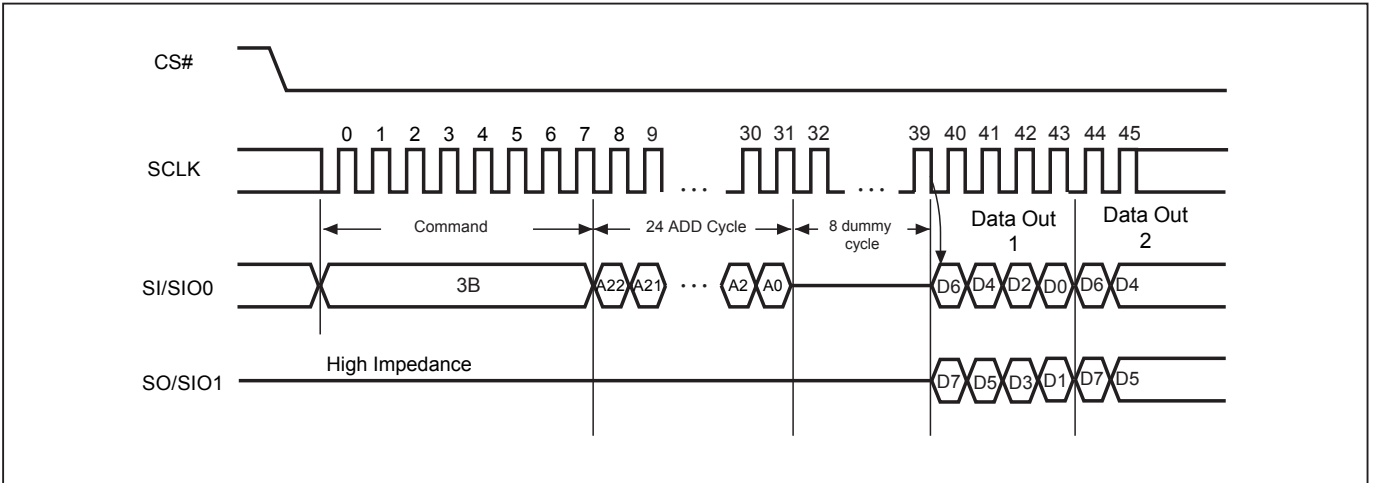 CS#
0 1 2 3 4 5 6 7 8 9 30 31 32 39 40 41 42 43 44 45
SCLK
...
...
Command
24 ADD Cycle
8 dummy
cycle
Data Out
1
Data Out
2
SI/SIO0
3B
A22 A21 ... A2 A0
D6 D4 D2 D0 D6 D4
High Impedance
SO/SIO1
D7 D5 D3 D1 D7 D5